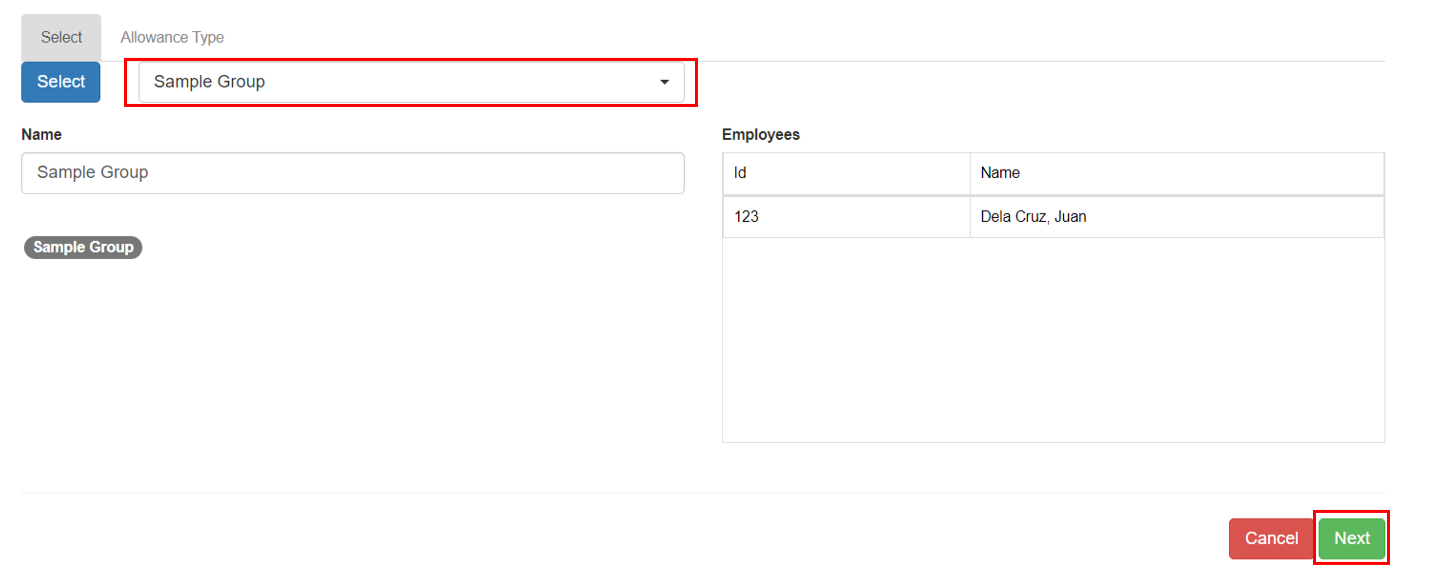 Select Allowance Type
Select Sample Group
Name
Sample Group
Sample Group
Employees
Id Name
123 Dela Cruz, Juan
Cancel Next